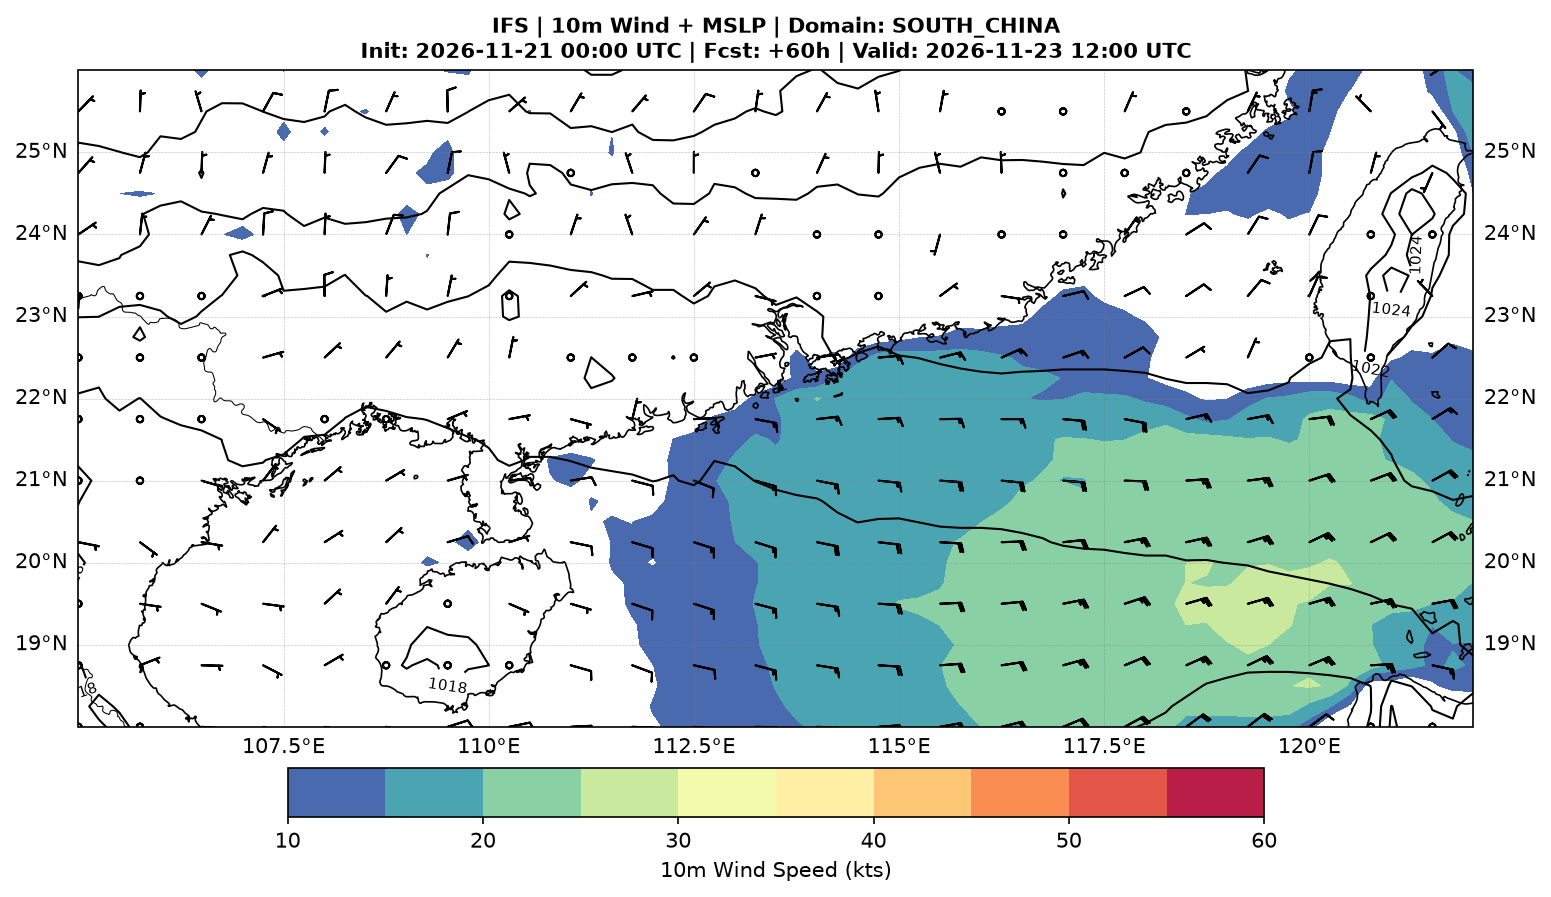 IFS | 10m Wind + MSLP | Domain: SOUTH_CHINA
Init: 2026-11-21 00:00 UTC | Fcst: +60h | Valid: 2026-11-23 12:00 UTC
25°N 25°N
24°N 24°N
1024
23°N 1024 23°N
1022
22°N 22°N
21°N 21°N
20°N 20°N
19°N 19°N
18 1018
107.5°E 110°E 112.5°E 115°E 117.5°E 120°E
10 20 30 40 50 60
10m Wind Speed (kts)